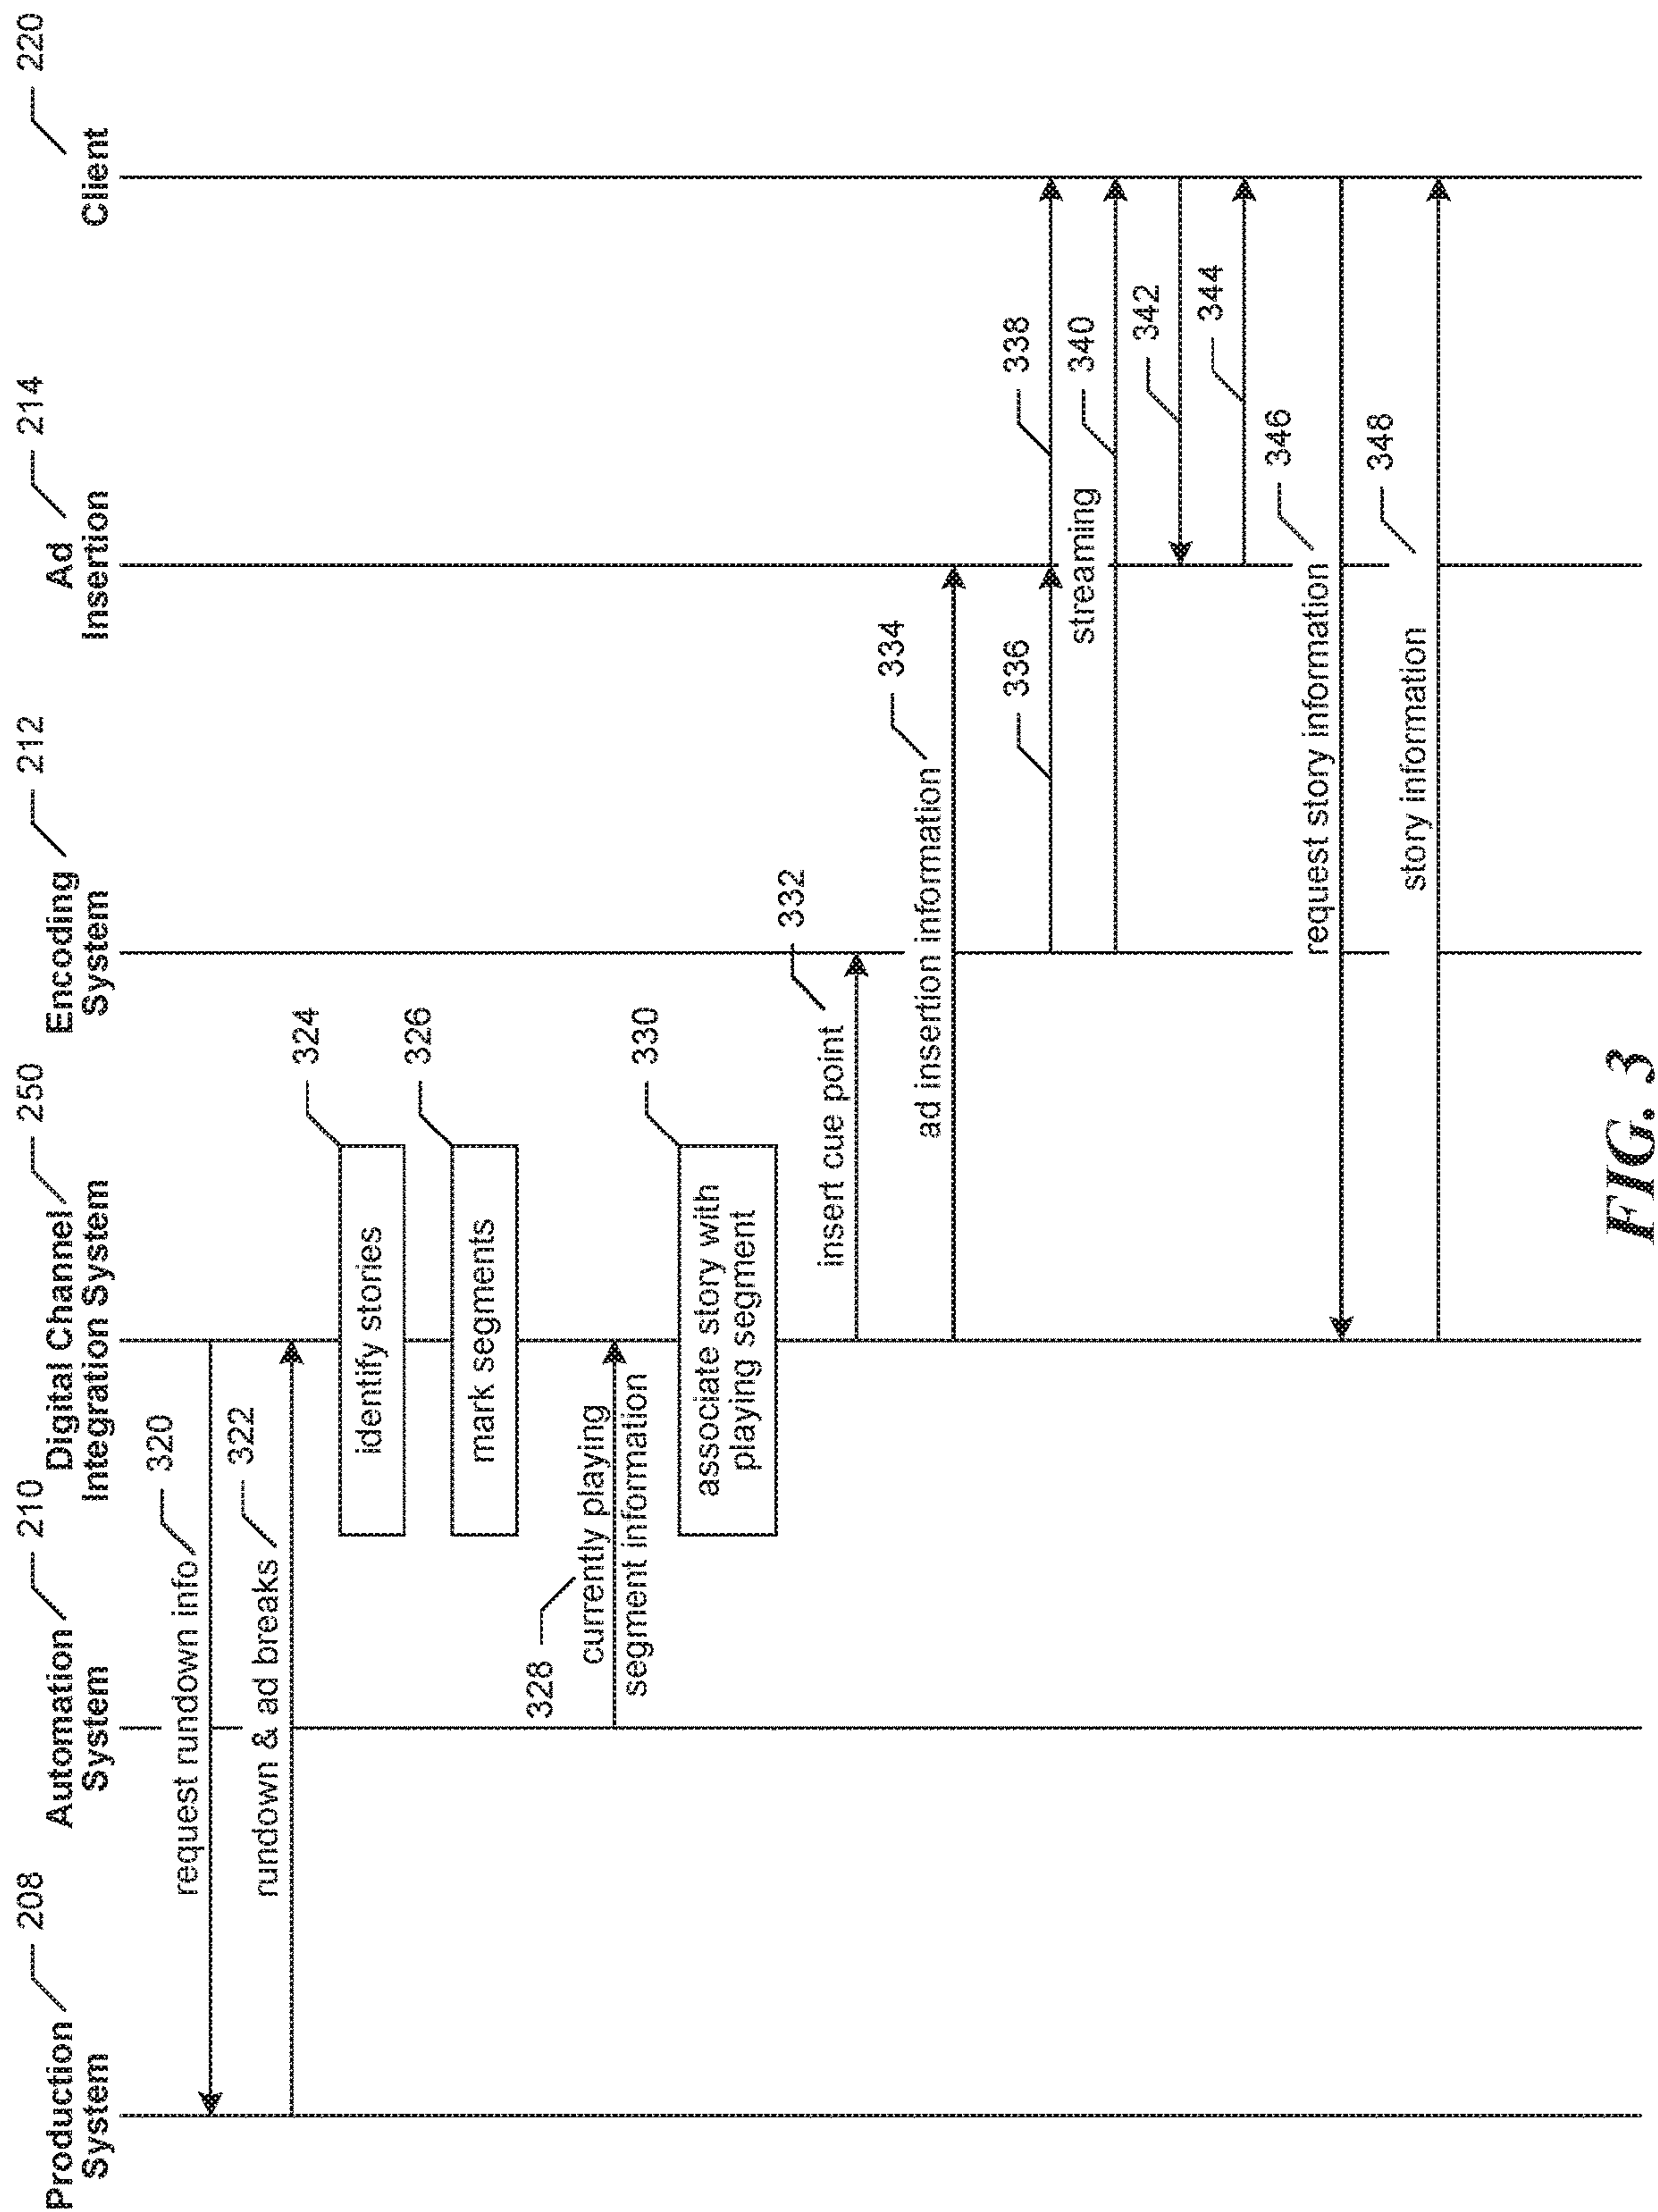 Production
System
208
Automation
System
210
Digital Channel
Integration System
250
Encoding
System
212
Ad
Insertion
214
Client
220
request rundown info
320
rundown & ad breaks
322
identify stories
324
mark segments
326
328
currently playing
segment information
associate story with
playing segment
330
insert cue point
332
ad insertion information
334
336
338
streaming
340
342
344
request story information
346
story information
348
FIG. 3